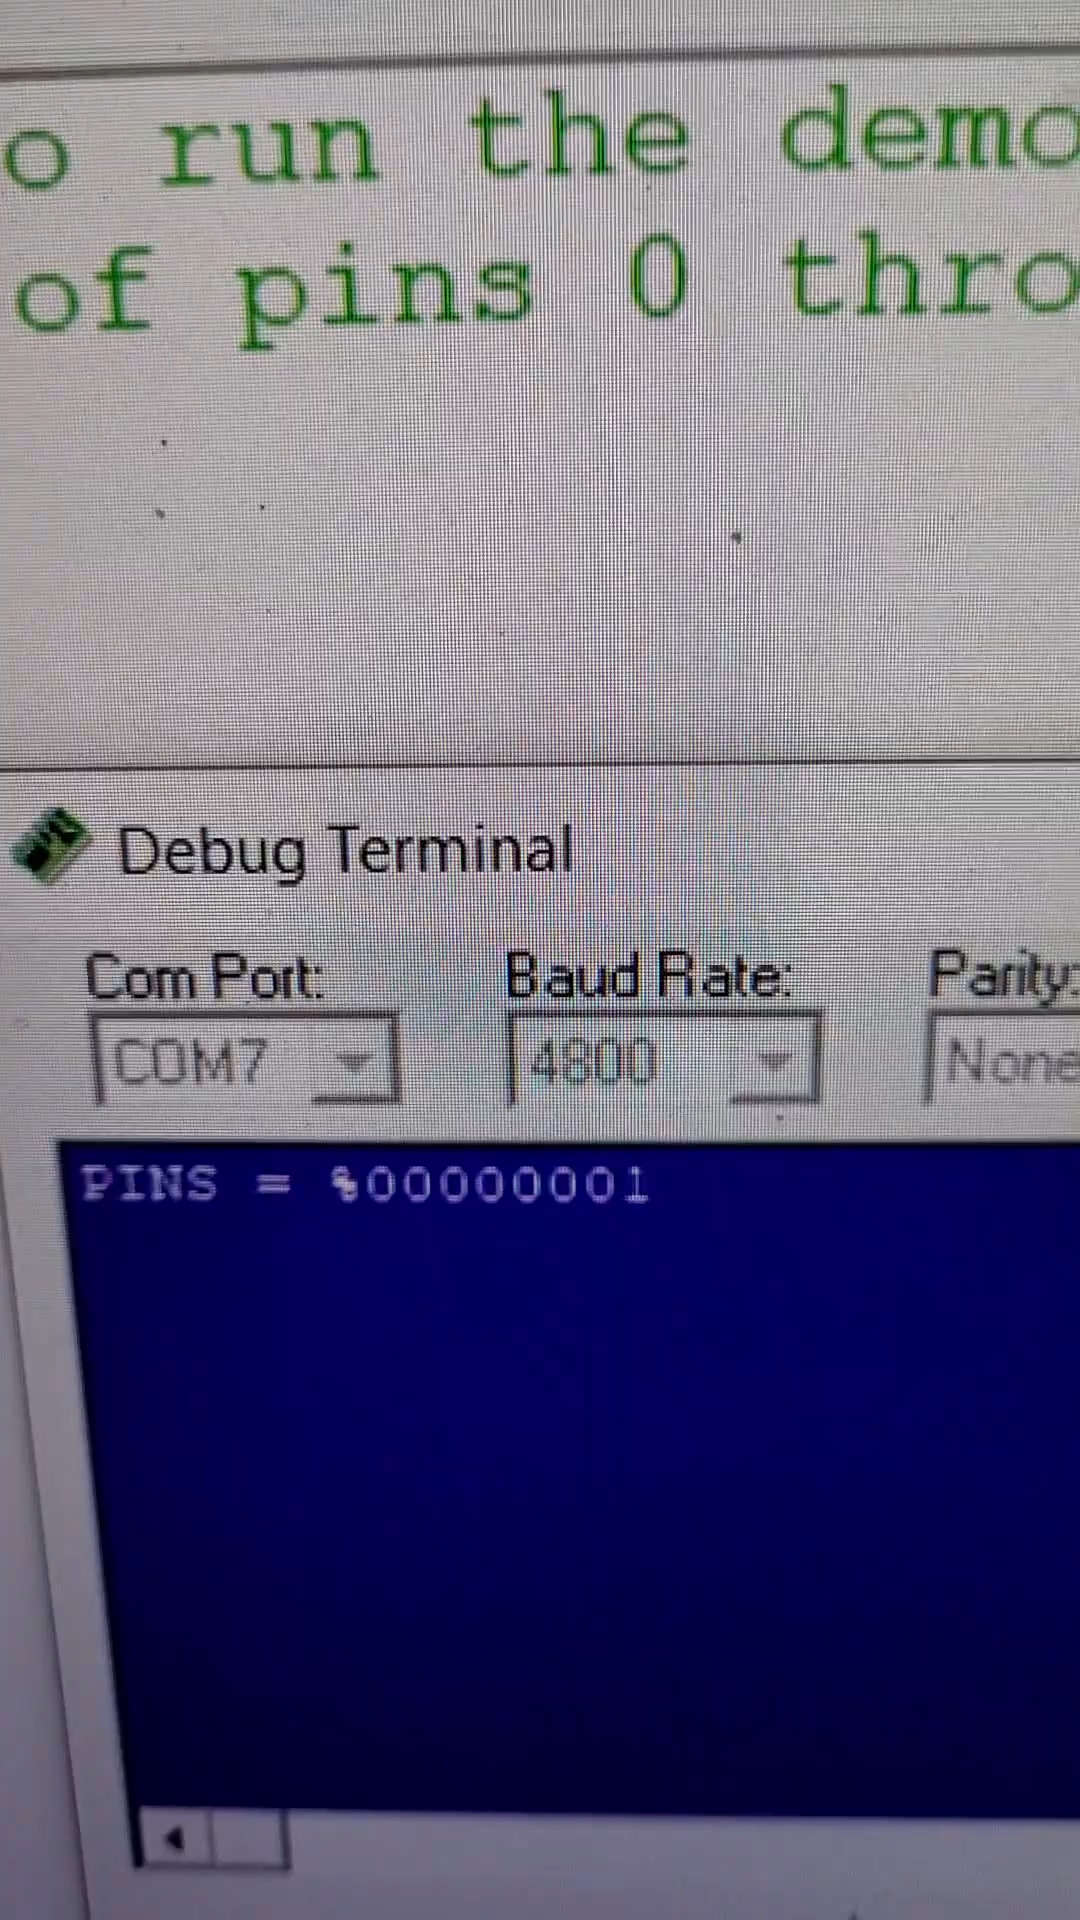 o run the demo
of pins 0 thro
Debug Terminal
Com Port: Baud Rate: Parity:
COM7 4800 None
PINS = %00000001